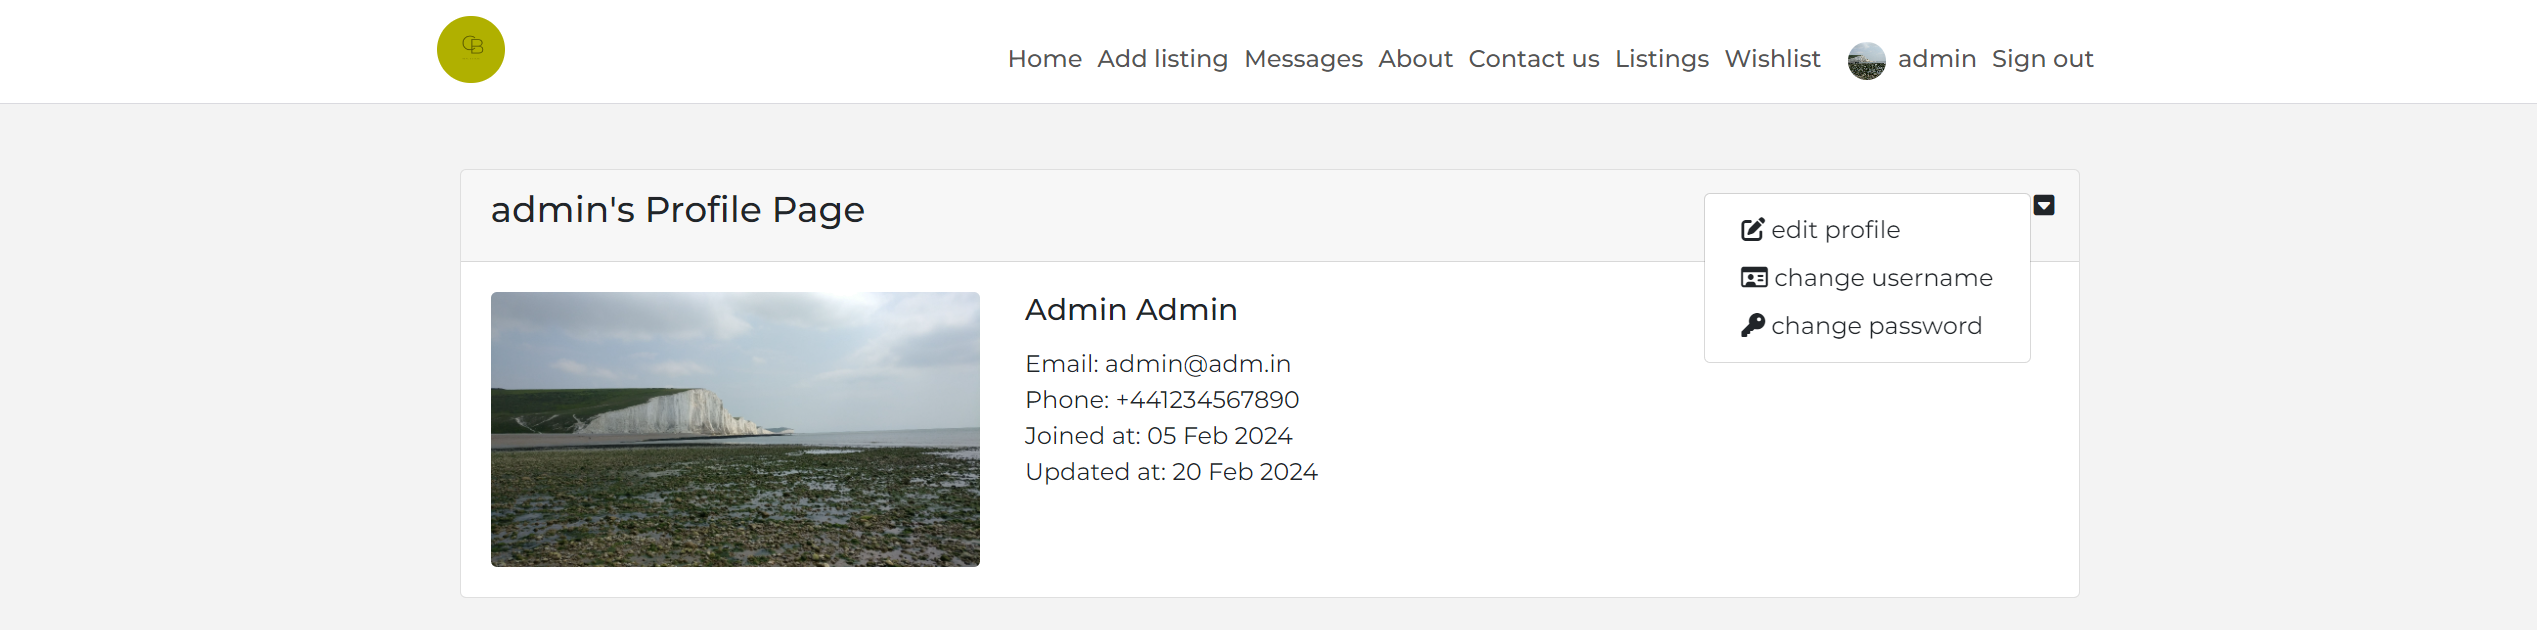 CB
Home Add listing Messages About Contact us Listings Wishlist admin Sign out
admin's Profile Page
edit profile
change username
change password
Admin Admin
Email: admin@adm.in
Phone: +441234567890
Joined at: 05 Feb 2024
Updated at: 20 Feb 2024